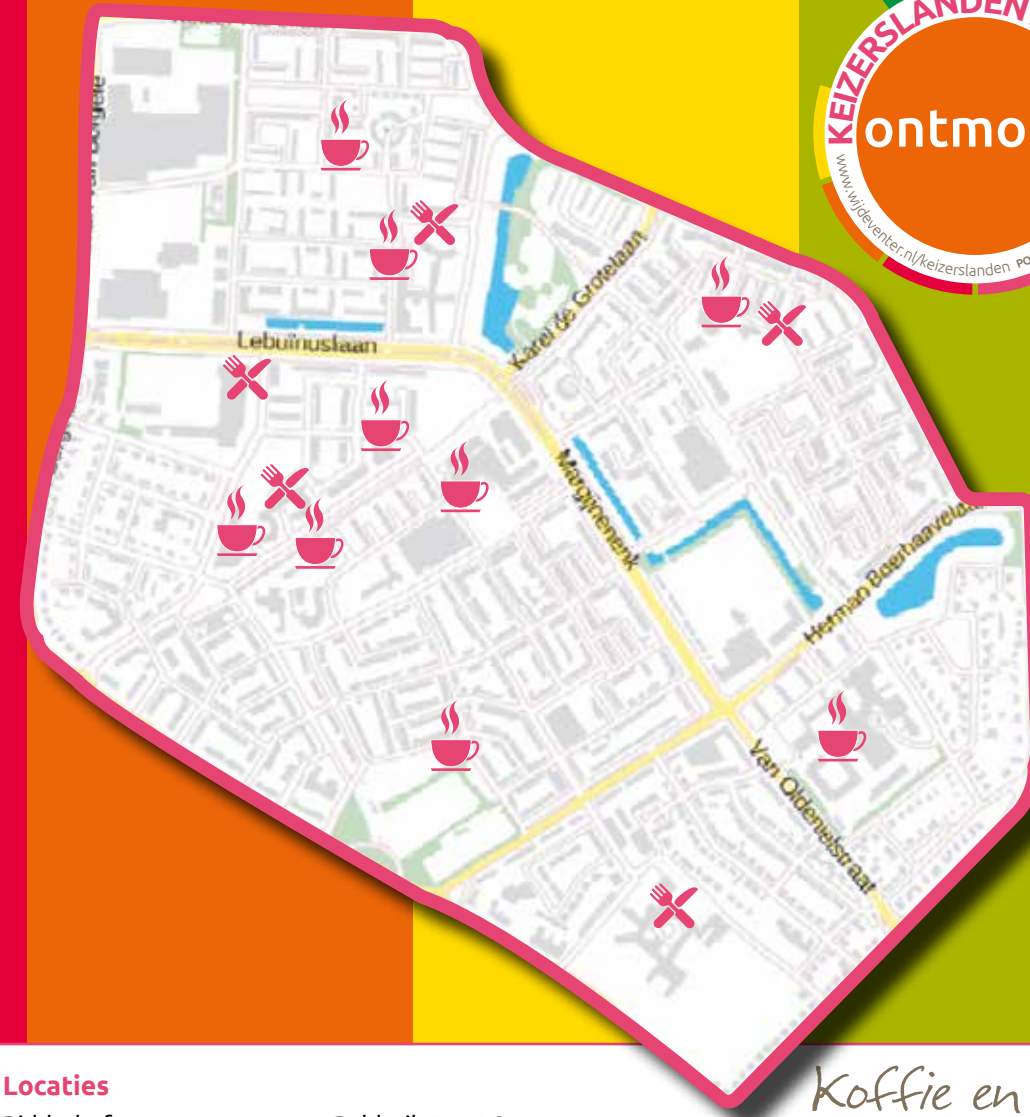 KEIZERSLANDEN
ontmo
www.wijdeventer.nl/keizerslanden
Karel de Grotelaan
Lebuïnuslaan
Margijnenenk
Herman Boerhaavelaan
Van Oldenielstraat
Locaties
Koffie en